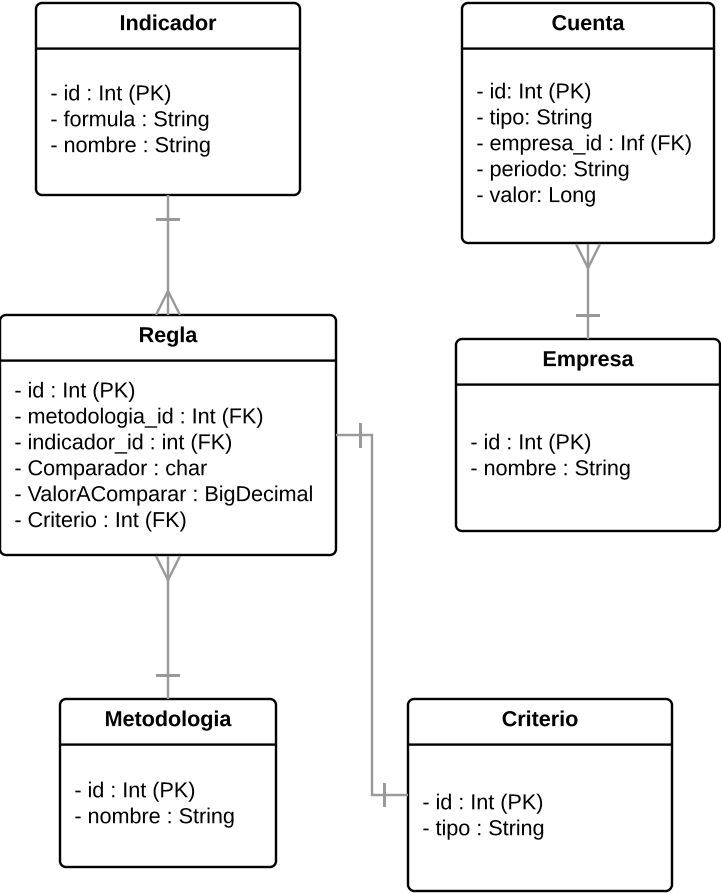 Indicador
- id : Int (PK)
- formula : String
- nombre : String
Cuenta
- id: Int (PK)
- tipo: String
- empresa_id : Inf (FK)
- periodo: String
- valor: Long
Regla
- id : Int (PK)
- metodologia_id : Int (FK)
- indicador_id : int (FK)
- Comparador : char
- ValorAComparar : BigDecimal
- Criterio : Int (FK)
Empresa
- id : Int (PK)
- nombre : String
Metodologia
- id : Int (PK)
- nombre : String
Criterio
- id : Int (PK)
- tipo : String